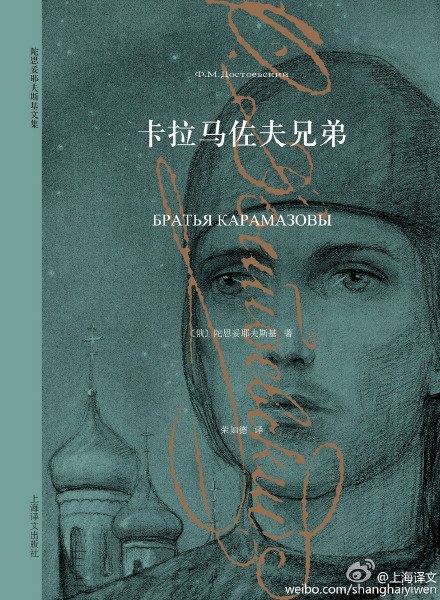 陀思妥耶夫斯基文集
Ф.М.Достоевский
卡拉马佐夫兄弟
БРАТЬЯ КАРАМАЗОВЫ
〔俄〕陀思妥耶夫斯基 著
荣如德 译
上海译文出版社
@上海译文
weibo.com/shanghaiyiwen